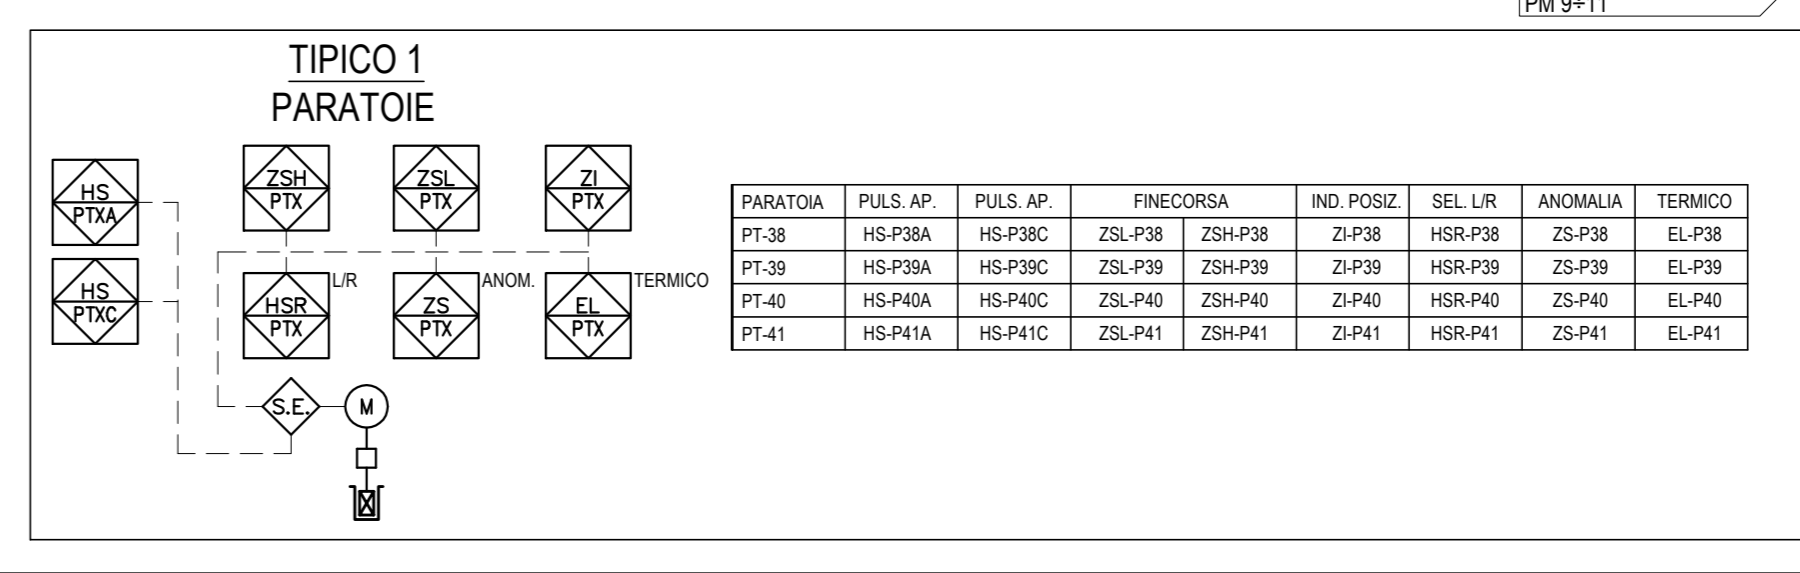 PM 9÷11
TIPICO 1
PARATOIE
HS
PTXA
HS
PTXC
ZSH
PTX
ZSL
PTX
ZI
PTX
HSR
PTX
L/R
ZS
PTX
ANOM.
EL
PTX
TERMICO
S.E.
M
PARATOIA PULS. AP. PULS. AP. FINECORSA IND. POSIZ. SEL. L/R ANOMALIA TERMICO
PT-38 HS-P38A HS-P38C ZSL-P38 ZSH-P38 ZI-P38 HSR-P38 ZS-P38 EL-P38
PT-39 HS-P39A HS-P39C ZSL-P39 ZSH-P39 ZI-P39 HSR-P39 ZS-P39 EL-P39
PT-40 HS-P40A HS-P40C ZSL-P40 ZSH-P40 ZI-P40 HSR-P40 ZS-P40 EL-P40
PT-41 HS-P41A HS-P41C ZSL-P41 ZSH-P41 ZI-P41 HSR-P41 ZS-P41 EL-P41